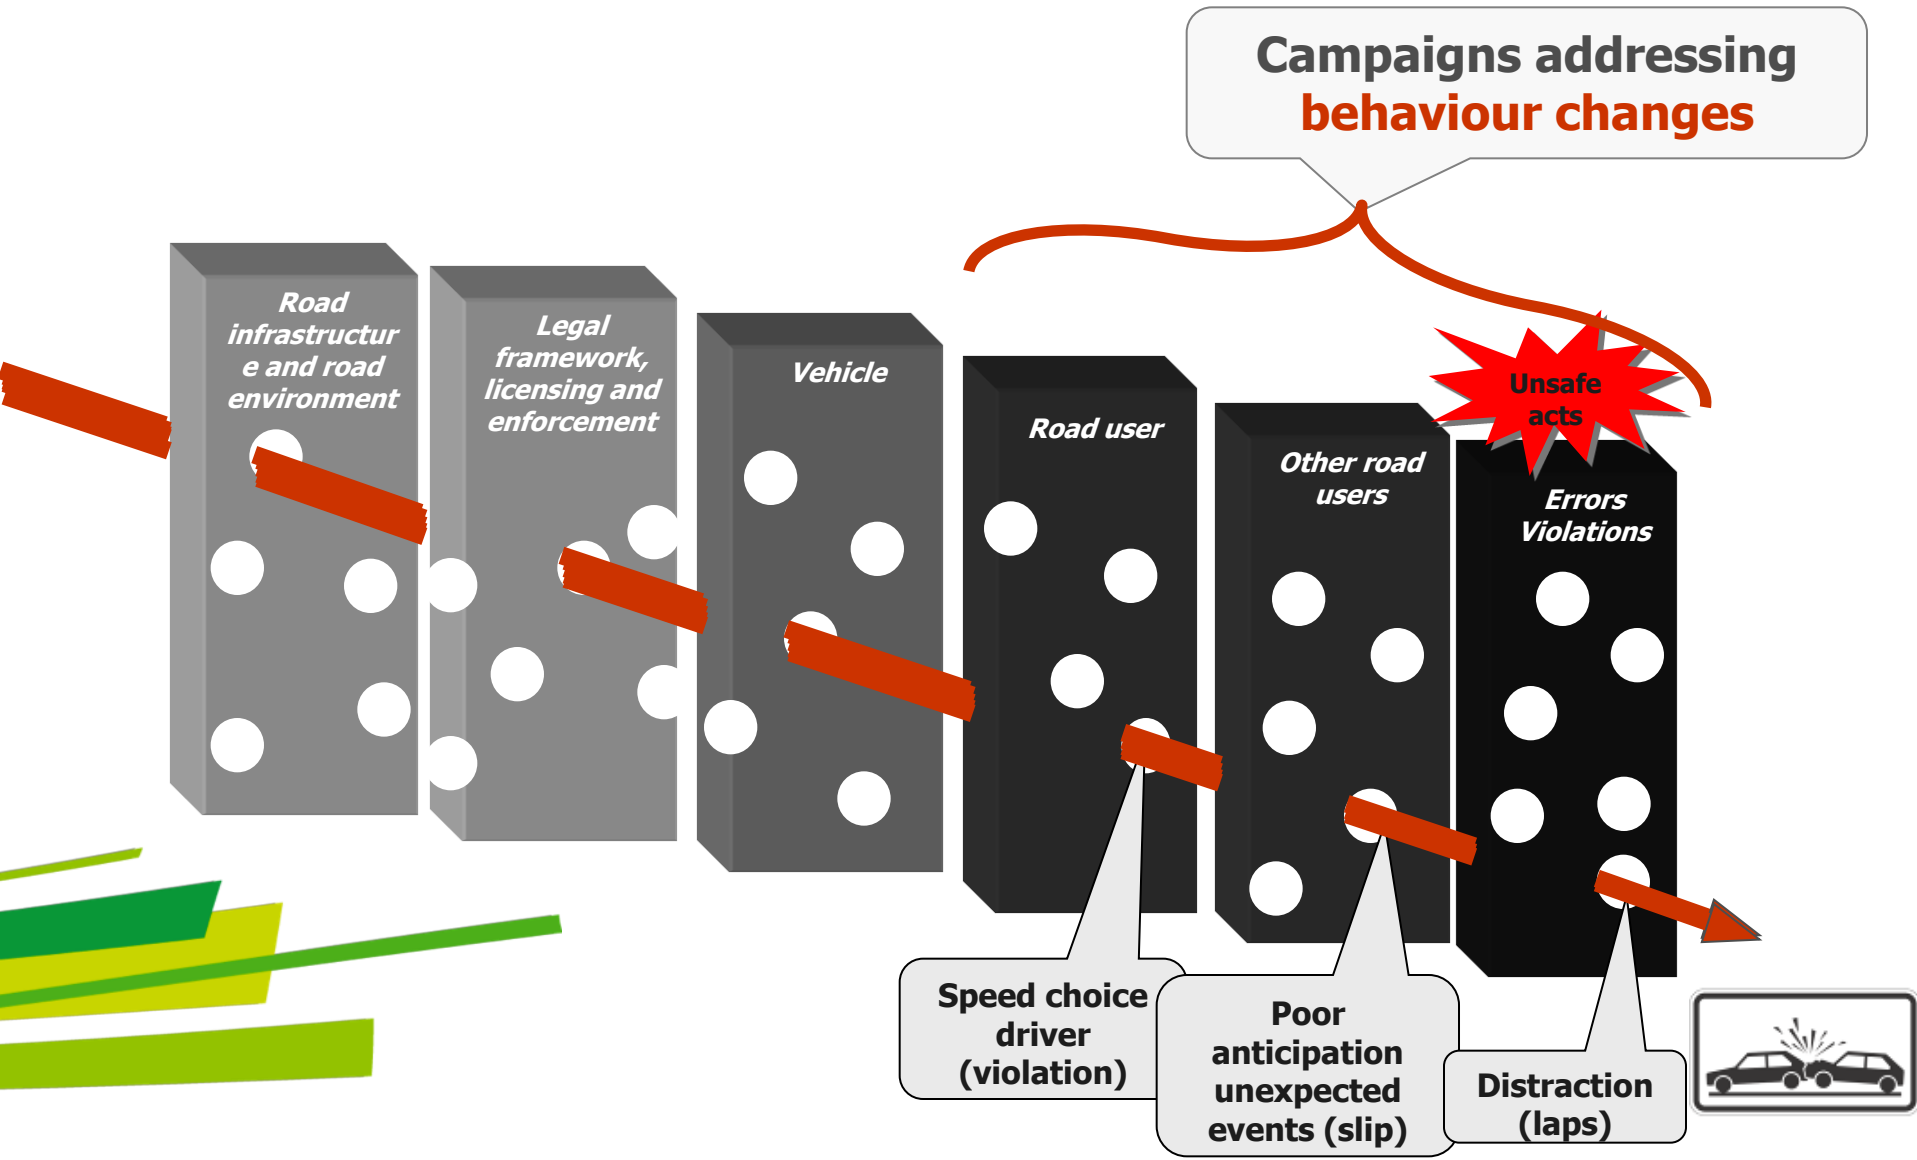 Campaigns addressing
behaviour changes
Road
infrastructur
e and road
environment
Legal
framework,
licensing and
enforcement
Vehicle
Road user
Other road
users
Unsafe
acts
Errors
Violations
Speed choice
driver
(violation)
Poor
anticipation
unexpected
events (slip)
Distraction
(laps)